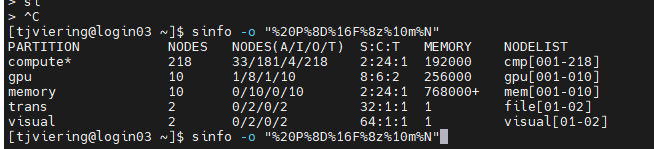 > sl
> ^C
[tjviering@login03 ~]$ sinfo -o "%20P%8D%16F%8z%10m%N"
PARTITION           NODES   NODES(A/I/O/T)  S:C:T   MEMORY    NODELIST
compute*            218     33/181/4/218    2:24:1  192000    cmp[001-218]
gpu                 10      1/8/1/10        8:6:2   256000    gpu[001-010]
memory              10      0/10/0/10       2:24:1  768000+   mem[001-010]
trans               2       0/2/0/2         32:1:1  1         file[01-02]
visual              2       0/2/0/2         64:1:1  1         visual[01-02]
[tjviering@login03 ~]$ sinfo -o "%20P%8D%16F%8z%10m%N"